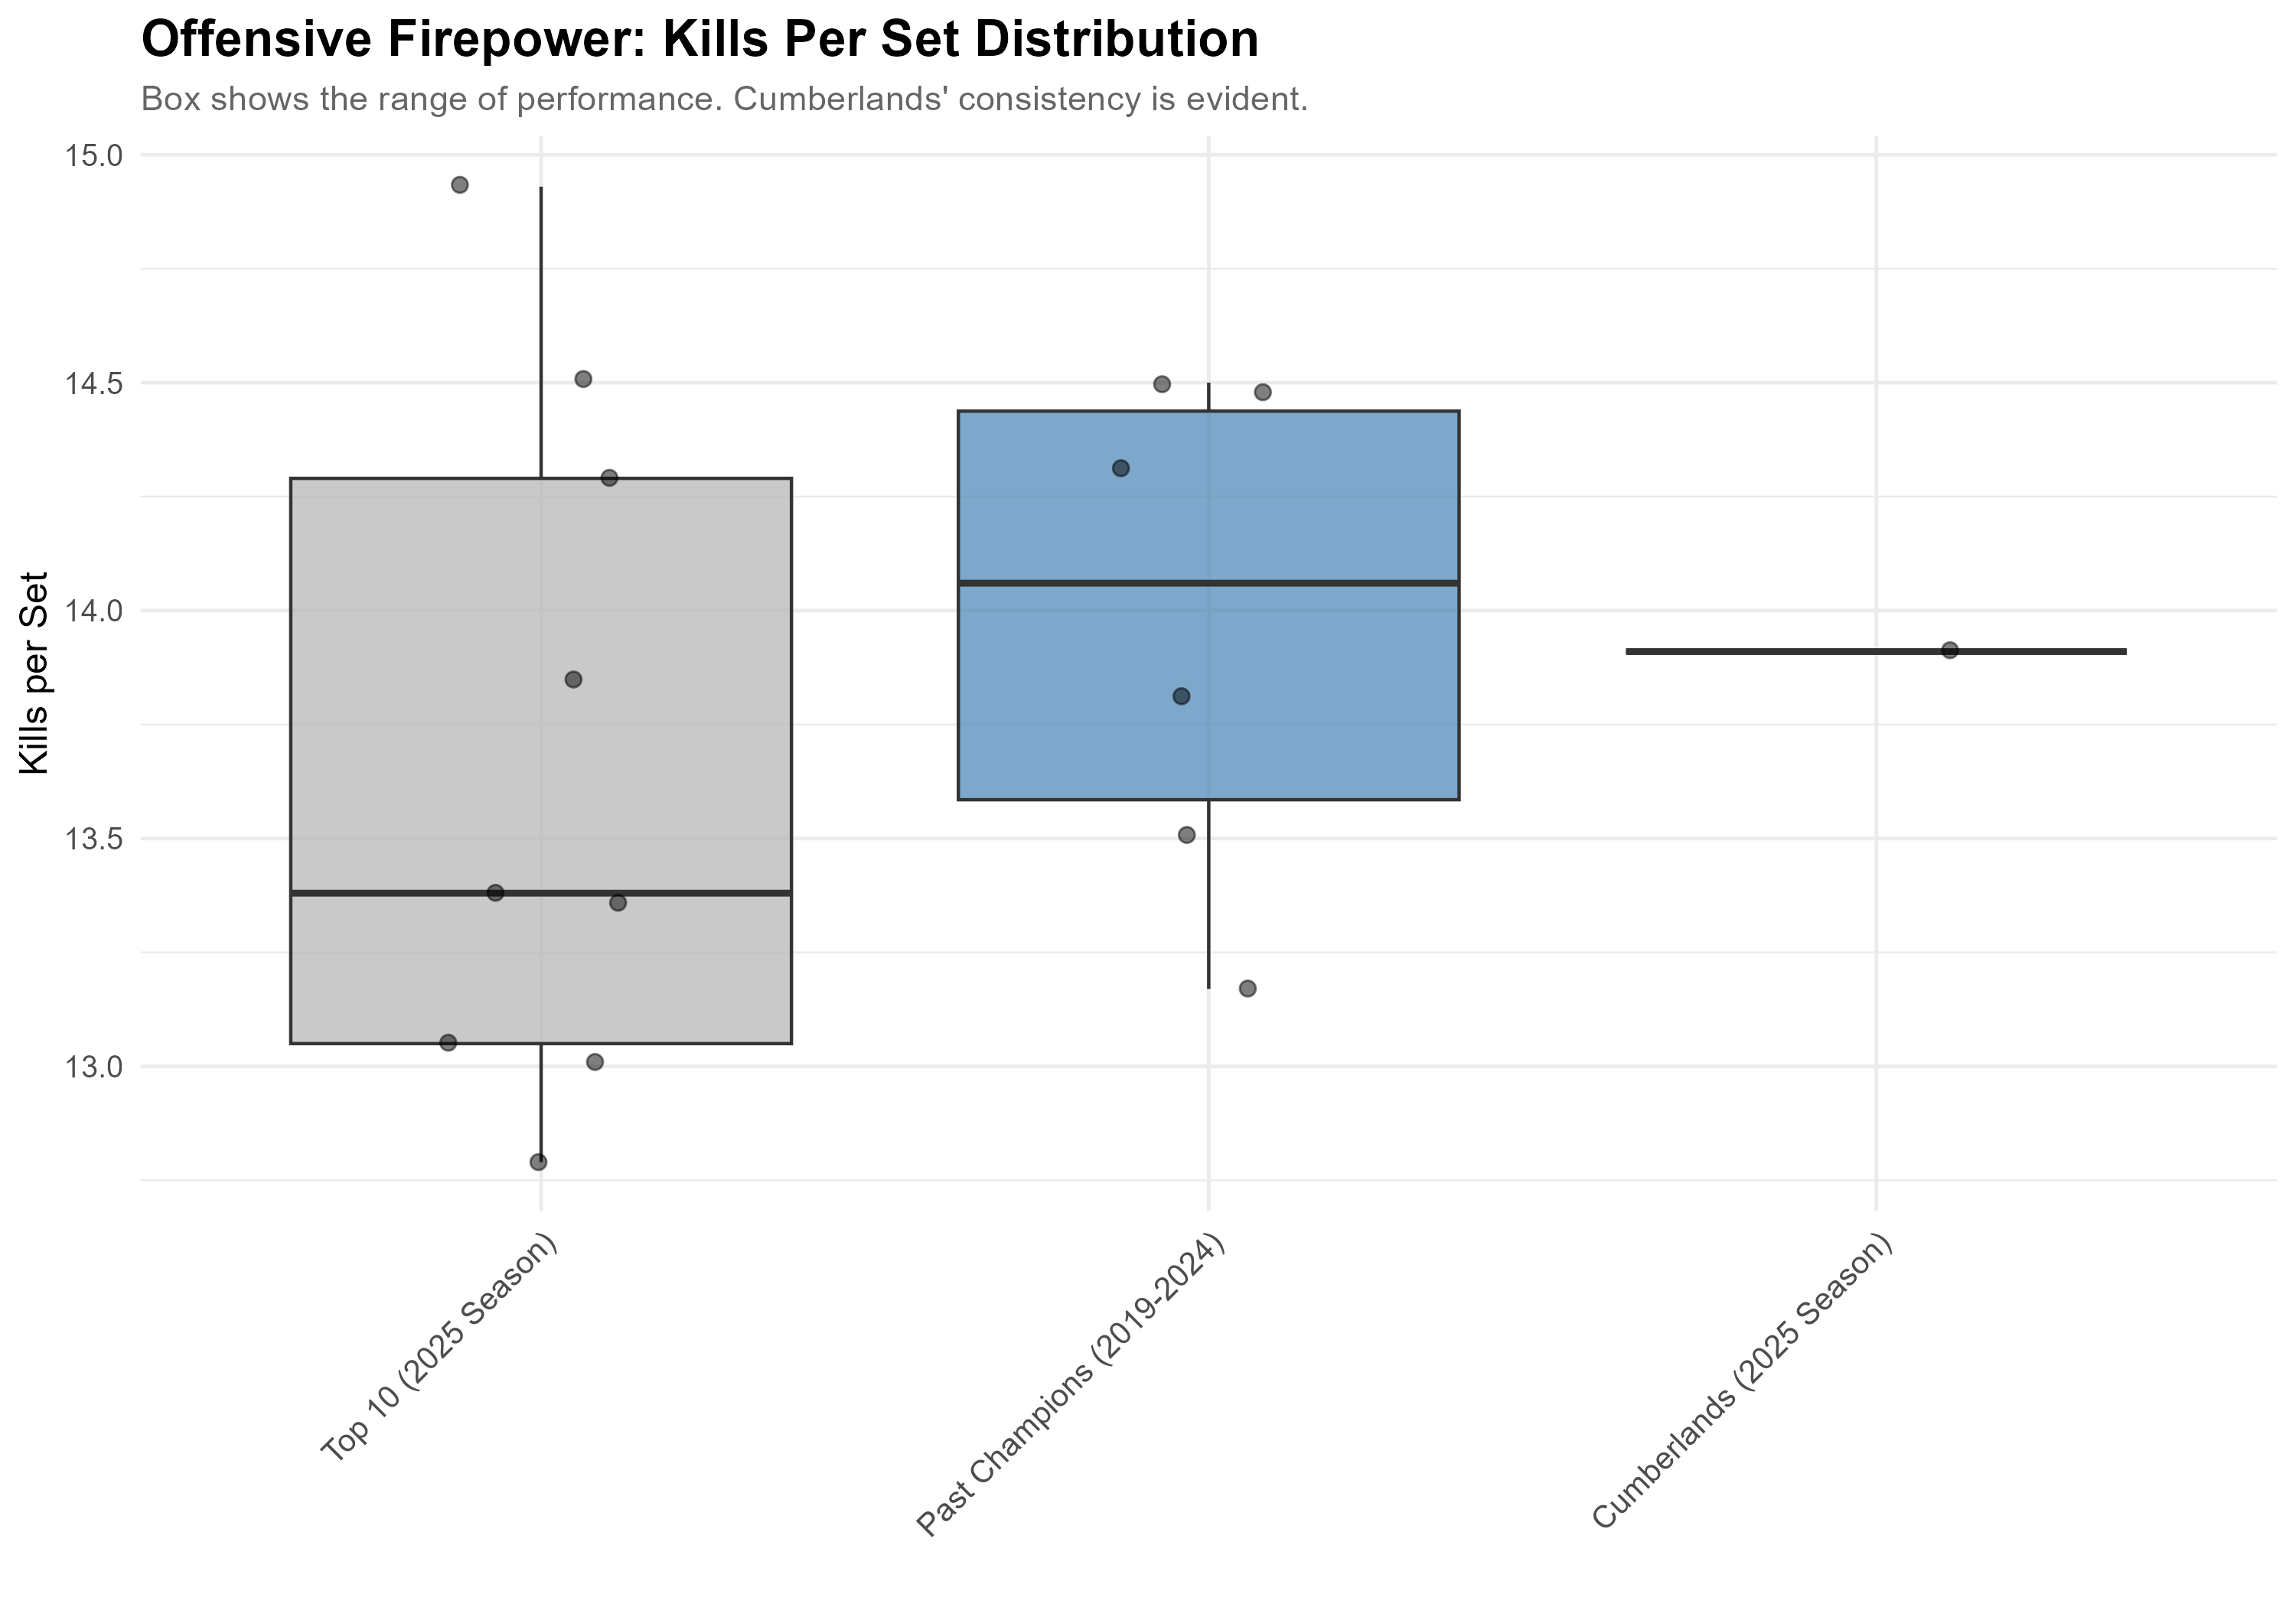 Offensive Firepower: Kills Per Set Distribution
Box shows the range of performance. Cumberlands' consistency is evident.
Kills per Set
15.0
14.5
14.0
13.5
13.0
Top 10 (2025 Season)
Past Champions (2019-2024)
Cumberlands (2025 Season)